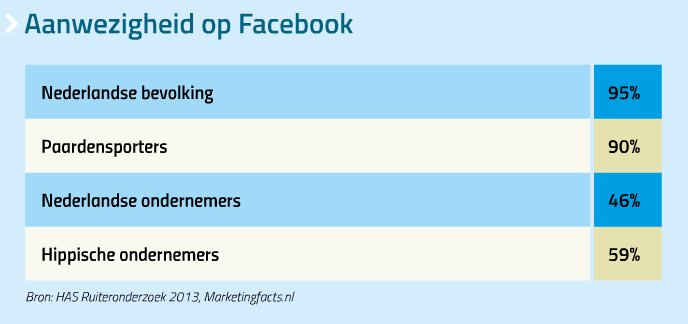 Aanwezigheid op Facebook
Nederlandse bevolking 95%
Paardensporters 90%
Nederlandse ondernemers 46%
Hippische ondernemers 59%
Bron: HAS Ruiteronderzoek 2013, Marketingfacts.nl